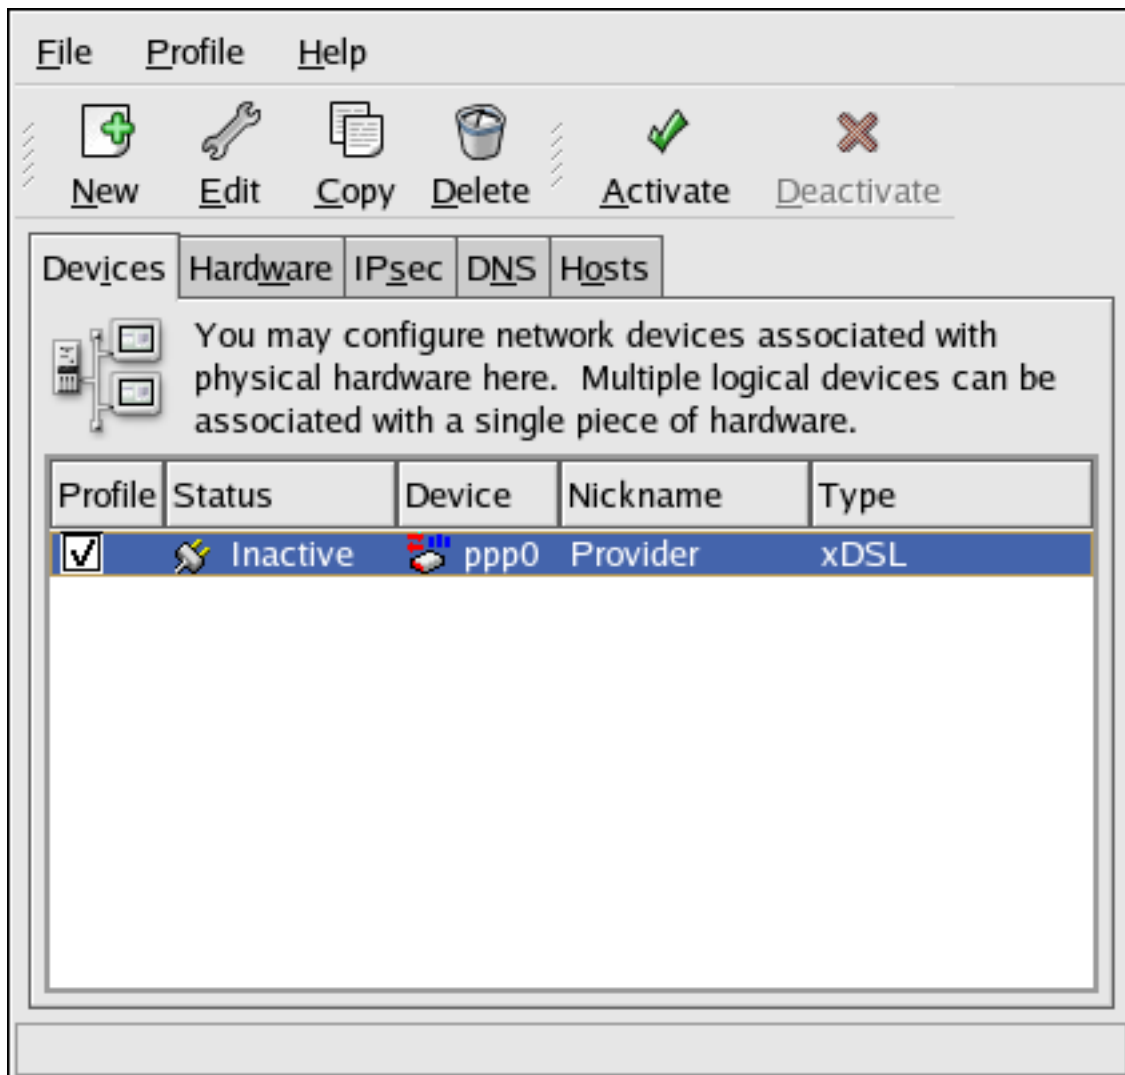 File Profile Help
New Edit Copy Delete Activate Deactivate
Devices Hardware IPsec DNS Hosts
You may configure network devices associated with
physical hardware here. Multiple logical devices can be
associated with a single piece of hardware.
Profile Status Device Nickname Type
Inactive ppp0 Provider xDSL